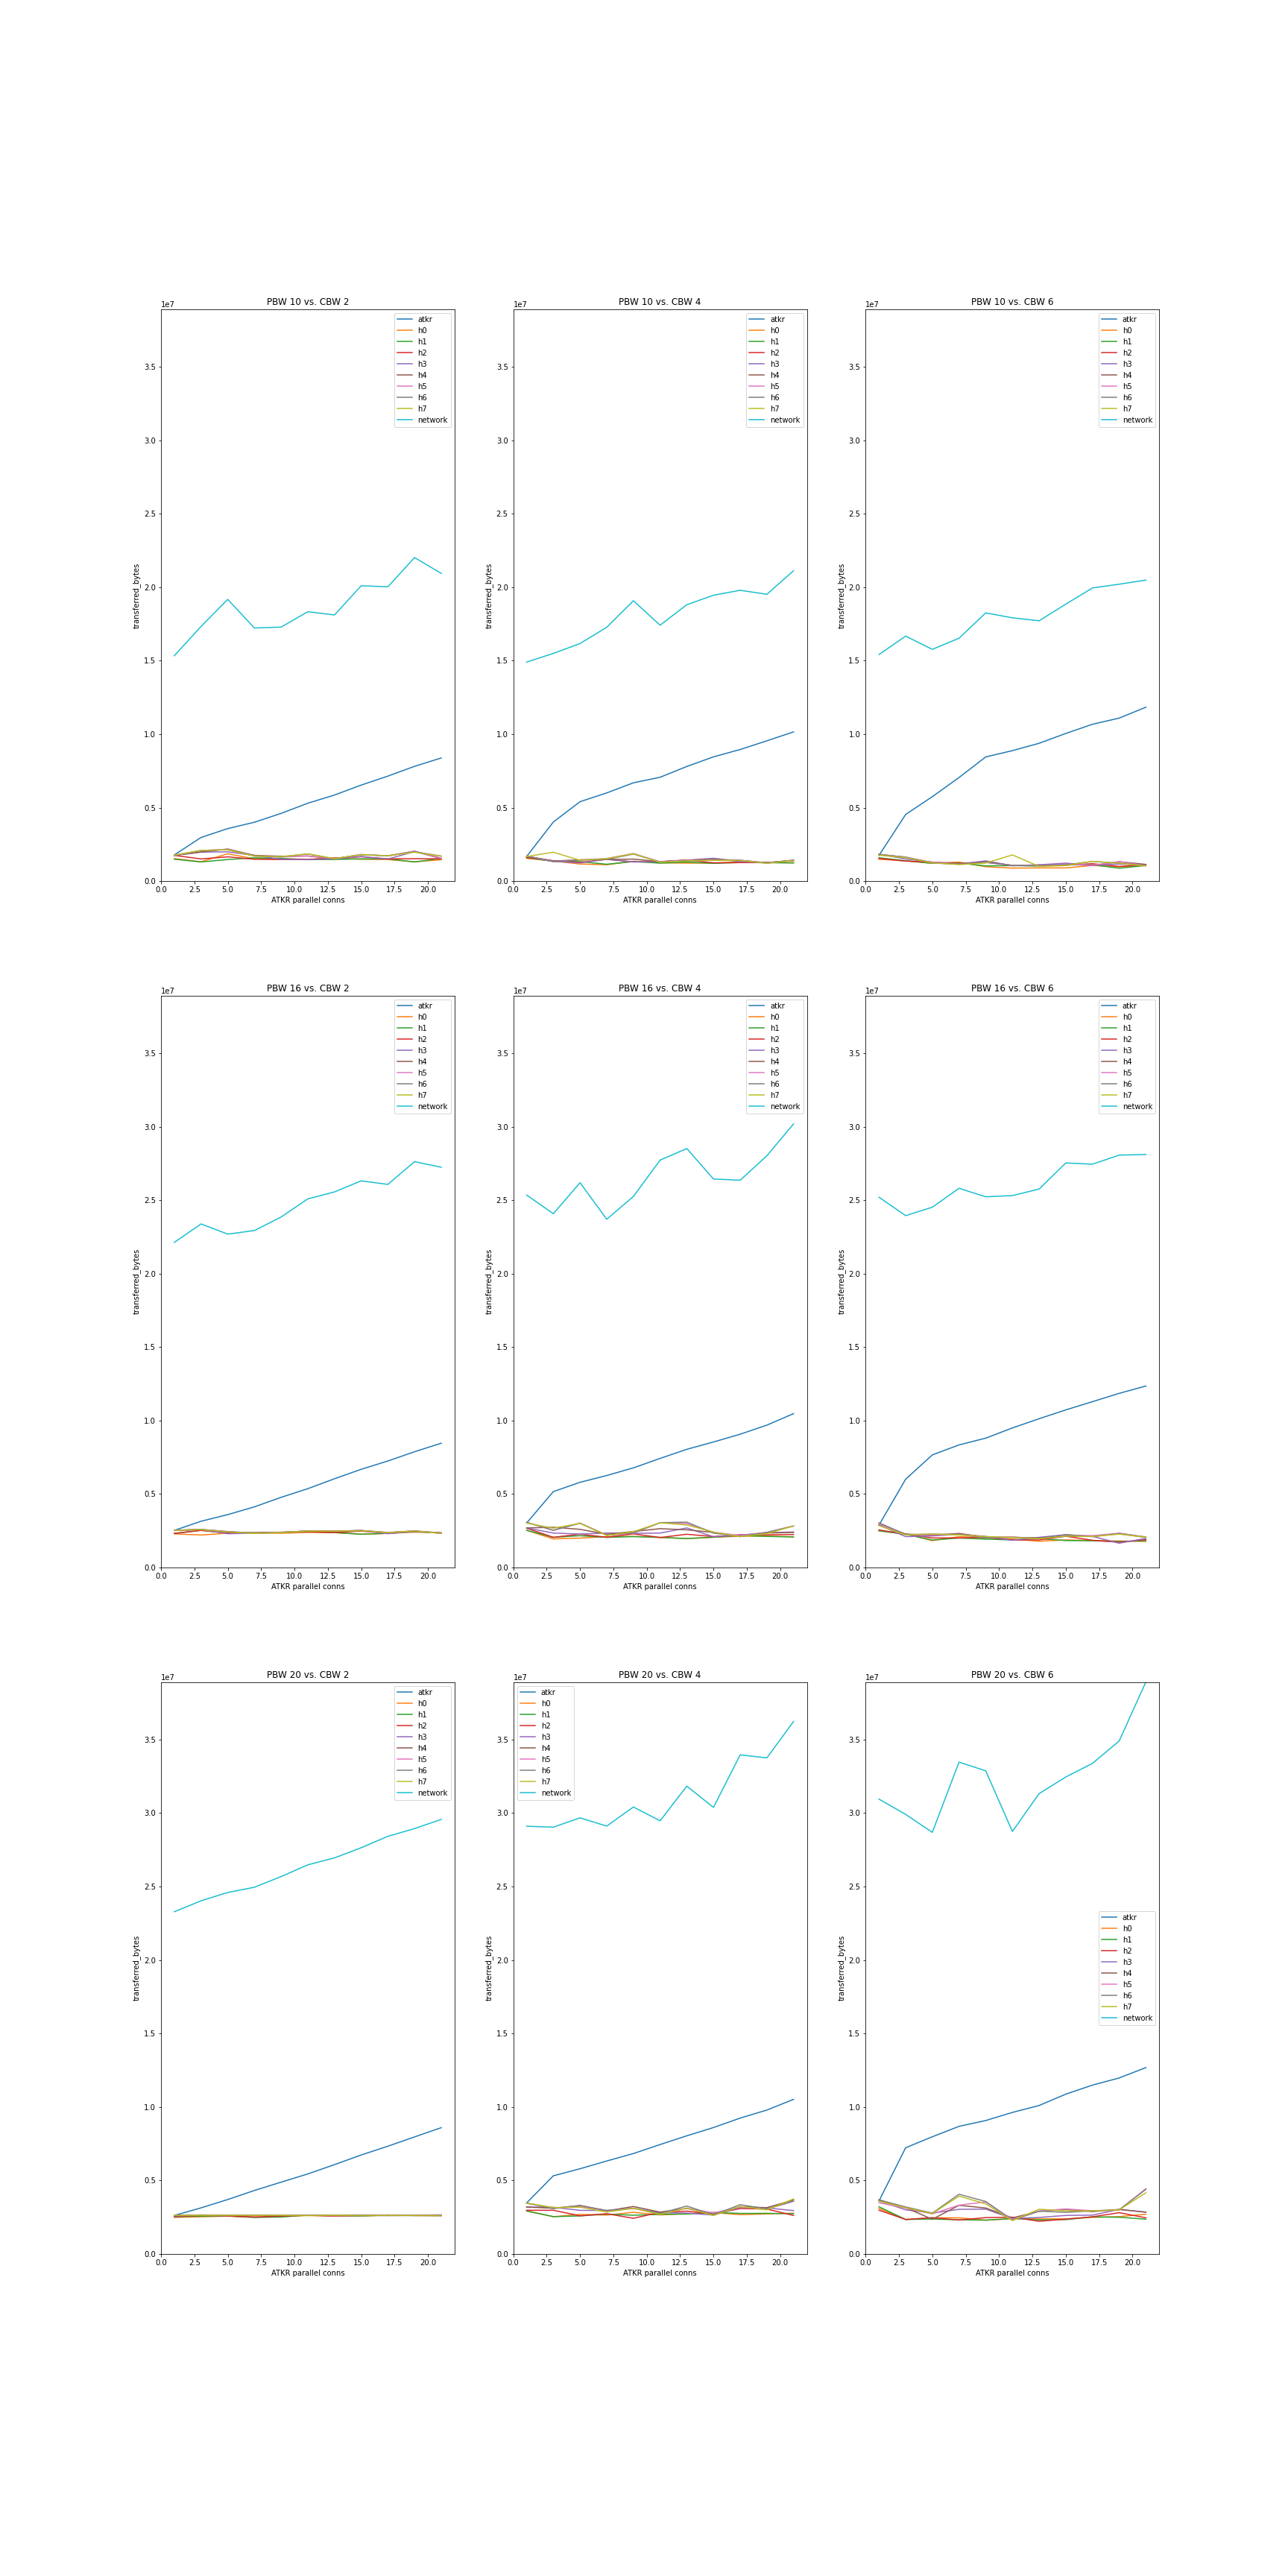 PBW 10 vs. CBW 2
1e7
transferred_bytes
3.5
3.0
2.5
2.0
1.5
1.0
0.5
0.0
0.0 2.5 5.0 7.5 10.0 12.5 15.0 17.5 20.0
ATKR parallel conns
atkr
h0
h1
h2
h3
h4
h5
h6
h7
network
PBW 10 vs. CBW 4
1e7
transferred_bytes
3.5
3.0
2.5
2.0
1.5
1.0
0.5
0.0
0.0 2.5 5.0 7.5 10.0 12.5 15.0 17.5 20.0
ATKR parallel conns
atkr
h0
h1
h2
h3
h4
h5
h6
h7
network
PBW 10 vs. CBW 6
1e7
transferred_bytes
3.5
3.0
2.5
2.0
1.5
1.0
0.5
0.0
0.0 2.5 5.0 7.5 10.0 12.5 15.0 17.5 20.0
ATKR parallel conns
atkr
h0
h1
h2
h3
h4
h5
h6
h7
network
PBW 16 vs. CBW 2
1e7
transferred_bytes
3.5
3.0
2.5
2.0
1.5
1.0
0.5
0.0
0.0 2.5 5.0 7.5 10.0 12.5 15.0 17.5 20.0
ATKR parallel conns
atkr
h0
h1
h2
h3
h4
h5
h6
h7
network
PBW 16 vs. CBW 4
1e7
transferred_bytes
3.5
3.0
2.5
2.0
1.5
1.0
0.5
0.0
0.0 2.5 5.0 7.5 10.0 12.5 15.0 17.5 20.0
ATKR parallel conns
atkr
h0
h1
h2
h3
h4
h5
h6
h7
network
PBW 16 vs. CBW 6
1e7
transferred_bytes
3.5
3.0
2.5
2.0
1.5
1.0
0.5
0.0
0.0 2.5 5.0 7.5 10.0 12.5 15.0 17.5 20.0
ATKR parallel conns
atkr
h0
h1
h2
h3
h4
h5
h6
h7
network
PBW 20 vs. CBW 2
1e7
transferred_bytes
3.5
3.0
2.5
2.0
1.5
1.0
0.5
0.0
0.0 2.5 5.0 7.5 10.0 12.5 15.0 17.5 20.0
ATKR parallel conns
atkr
h0
h1
h2
h3
h4
h5
h6
h7
network
PBW 20 vs. CBW 4
1e7
transferred_bytes
3.5
3.0
2.5
2.0
1.5
1.0
0.5
0.0
0.0 2.5 5.0 7.5 10.0 12.5 15.0 17.5 20.0
ATKR parallel conns
atkr
h0
h1
h2
h3
h4
h5
h6
h7
network
PBW 20 vs. CBW 6
1e7
transferred_bytes
3.5
3.0
2.5
2.0
1.5
1.0
0.5
0.0
0.0 2.5 5.0 7.5 10.0 12.5 15.0 17.5 20.0
ATKR parallel conns
atkr
h0
h1
h2
h3
h4
h5
h6
h7
network